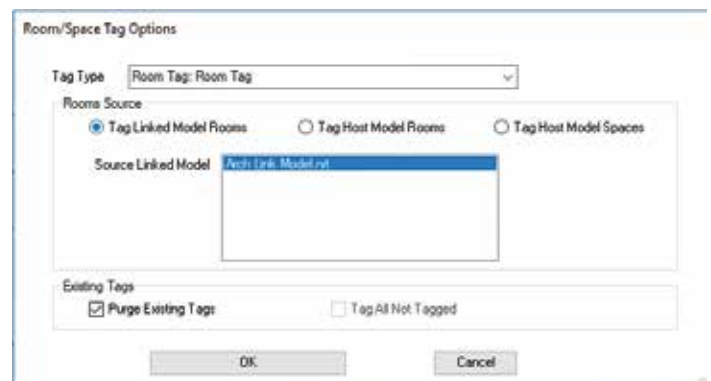 Room/Space Tag Options
Tag Type Room Tag: Room Tag
Rooms Source
Tag Linked Model Rooms Tag Host Model Rooms Tag Host Model Spaces
Source Linked Model Arch Link Model.rvt
Existing Tags
Purge Existing Tags Tag All Not Tagged
OK Cancel